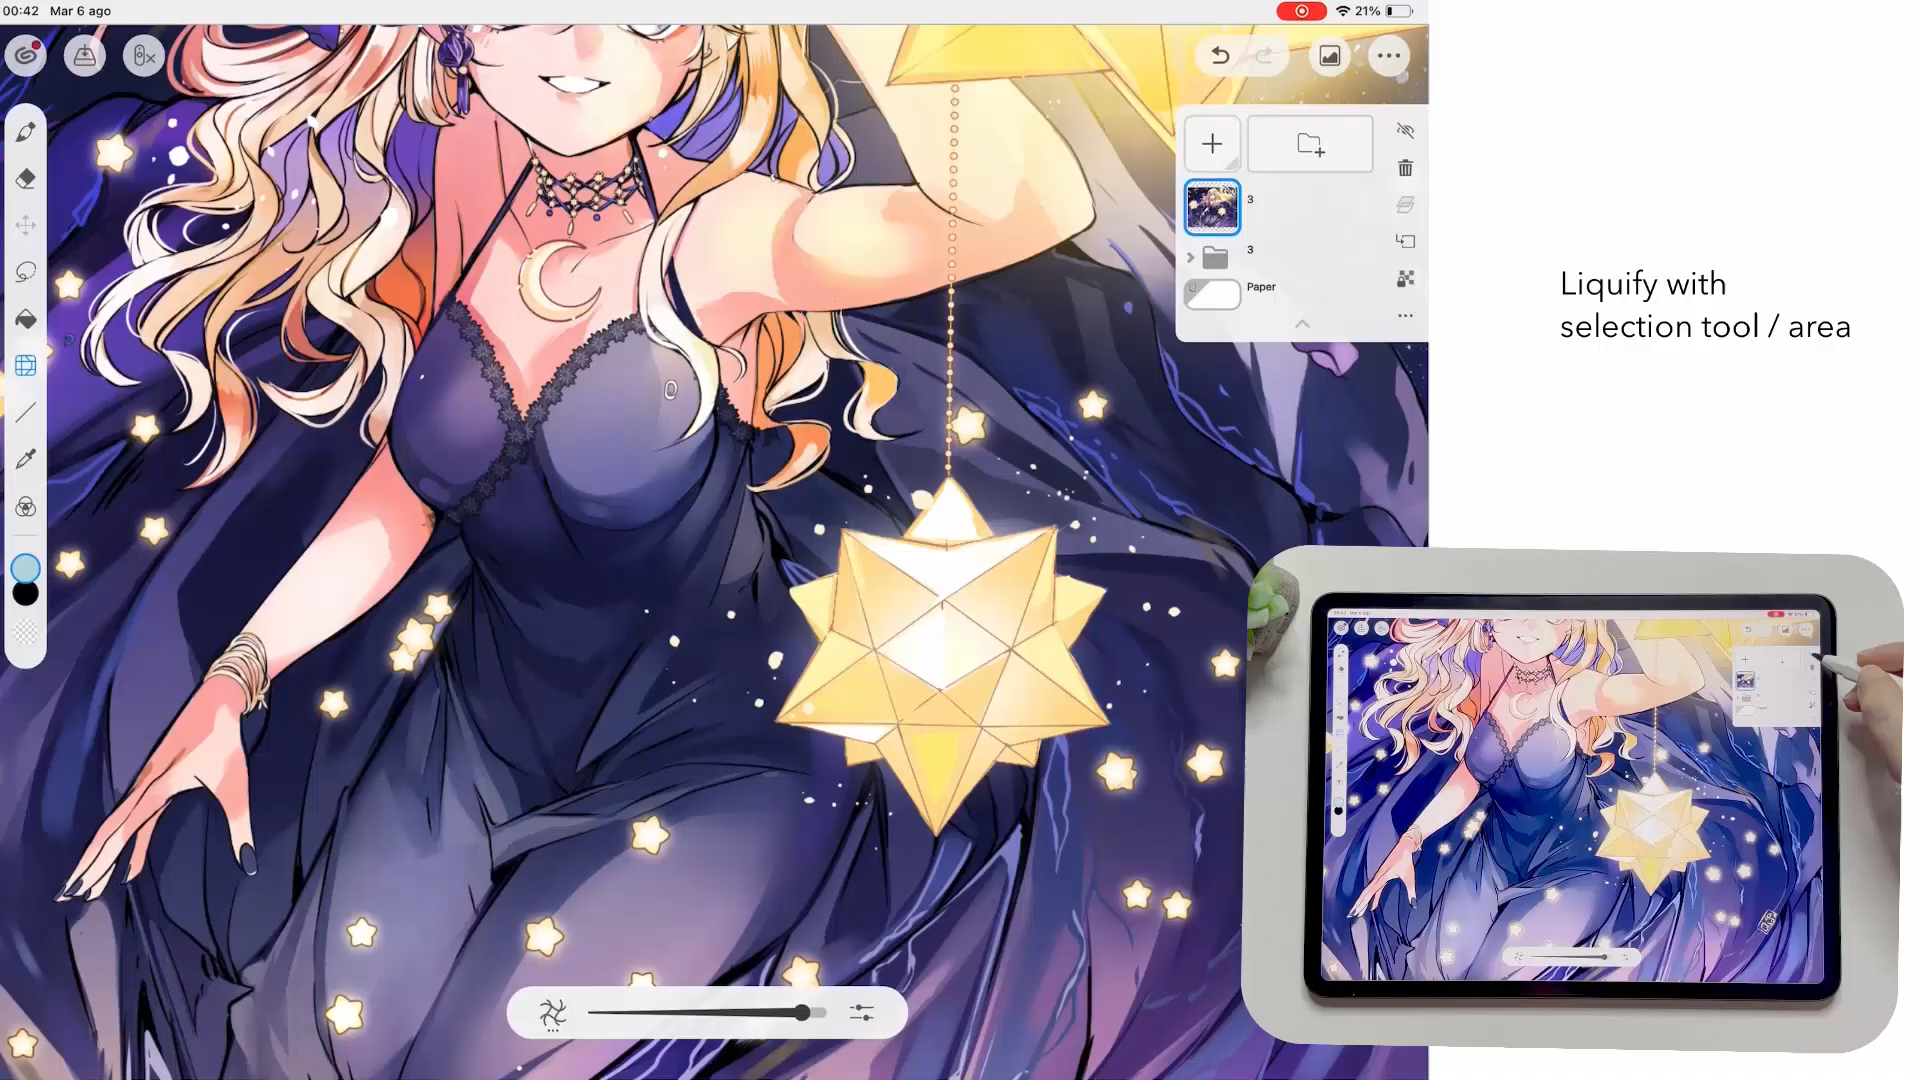 00:42 Mar 6 ago
21%
3
3
Paper
Liquify with
selection tool / area